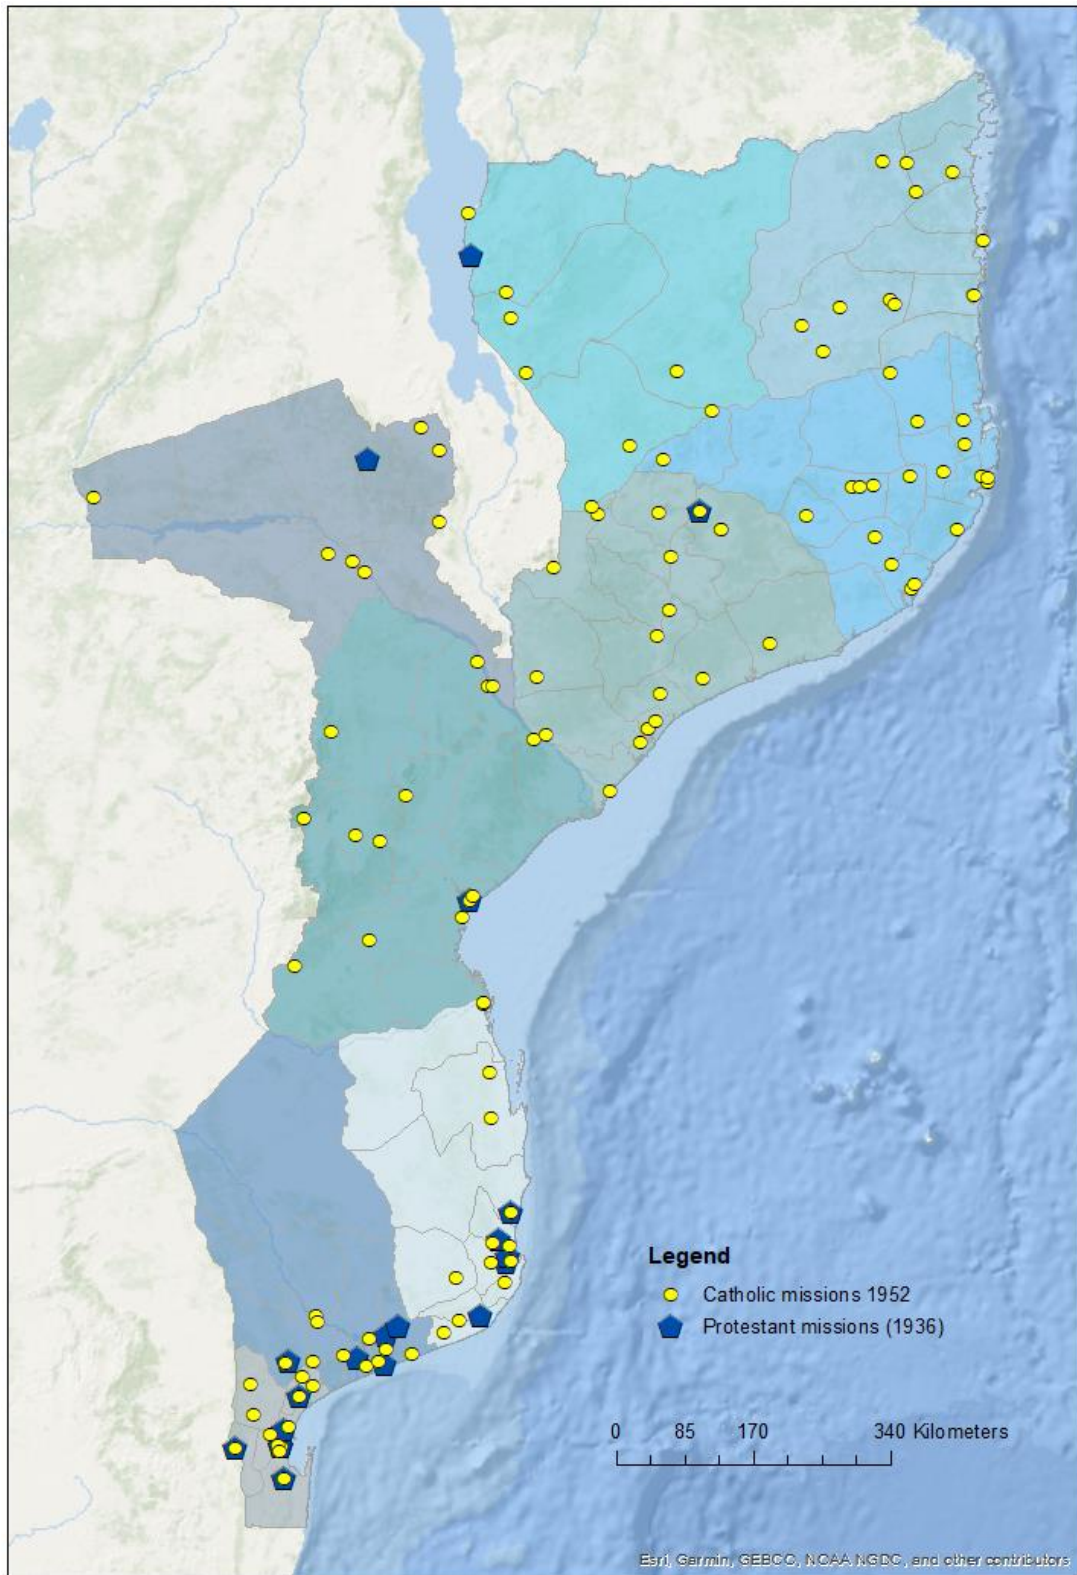 Legend
Catholic missions 1952
Protestant missions (1936)
0 85 170 340 Kilometers
Esri, Garmin, GEBCO, NOAA NGDC, and other contributors